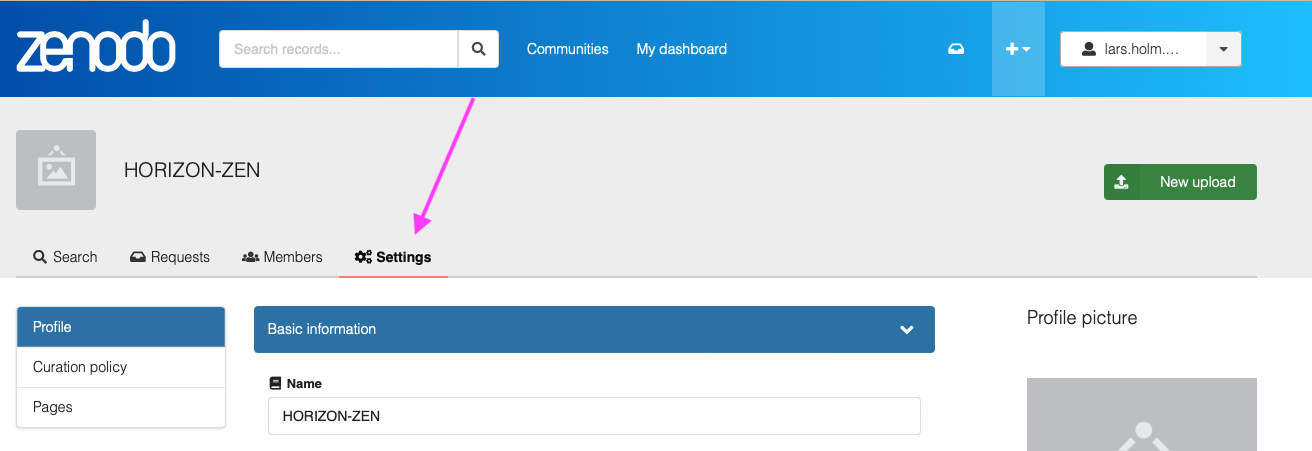 zenodo
Search records...
Communities
My dashboard
lars.holm....
HORIZON-ZEN
New upload
Search
Requests
Members
Settings
Profile
Curation policy
Pages
Basic information
Name
HORIZON-ZEN
Profile picture